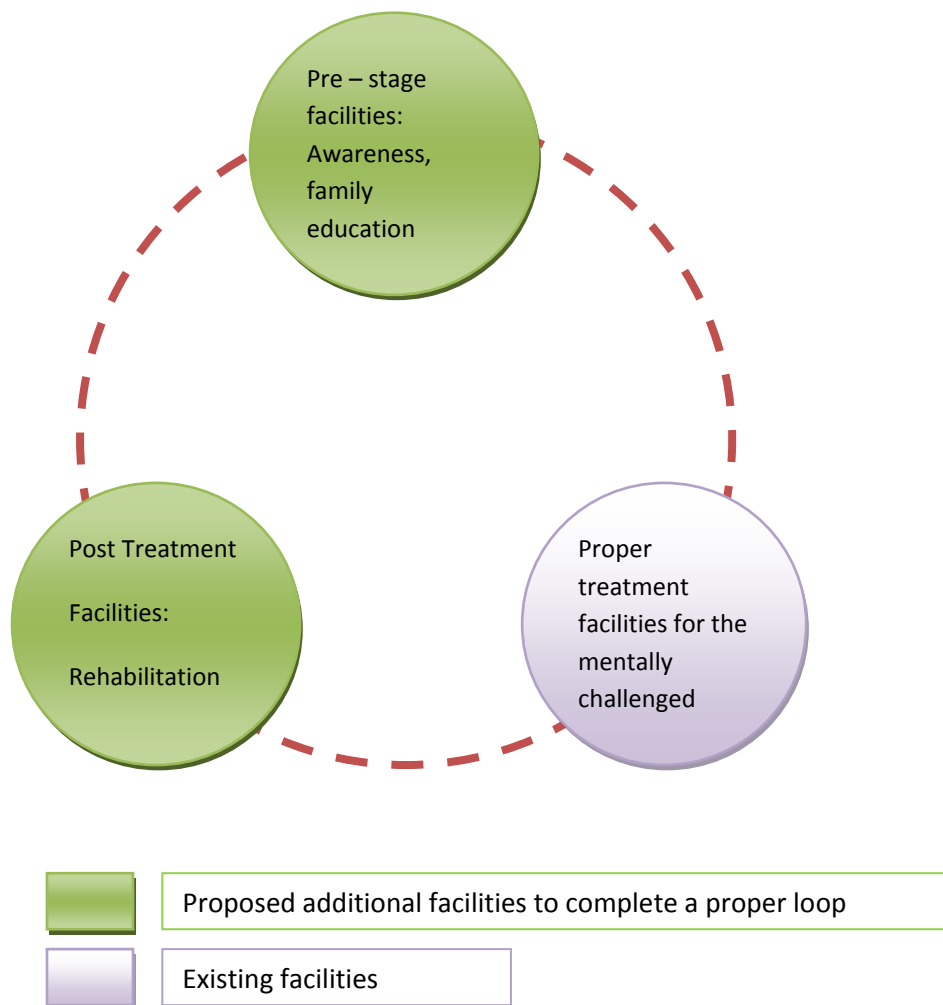 Pre – stage
facilities:
Awareness,
family
education
Post Treatment
Facilities:
Rehabilitation
Proper
treatment
facilities for the
mentally
challenged
Proposed additional facilities to complete a proper loop
Existing facilities